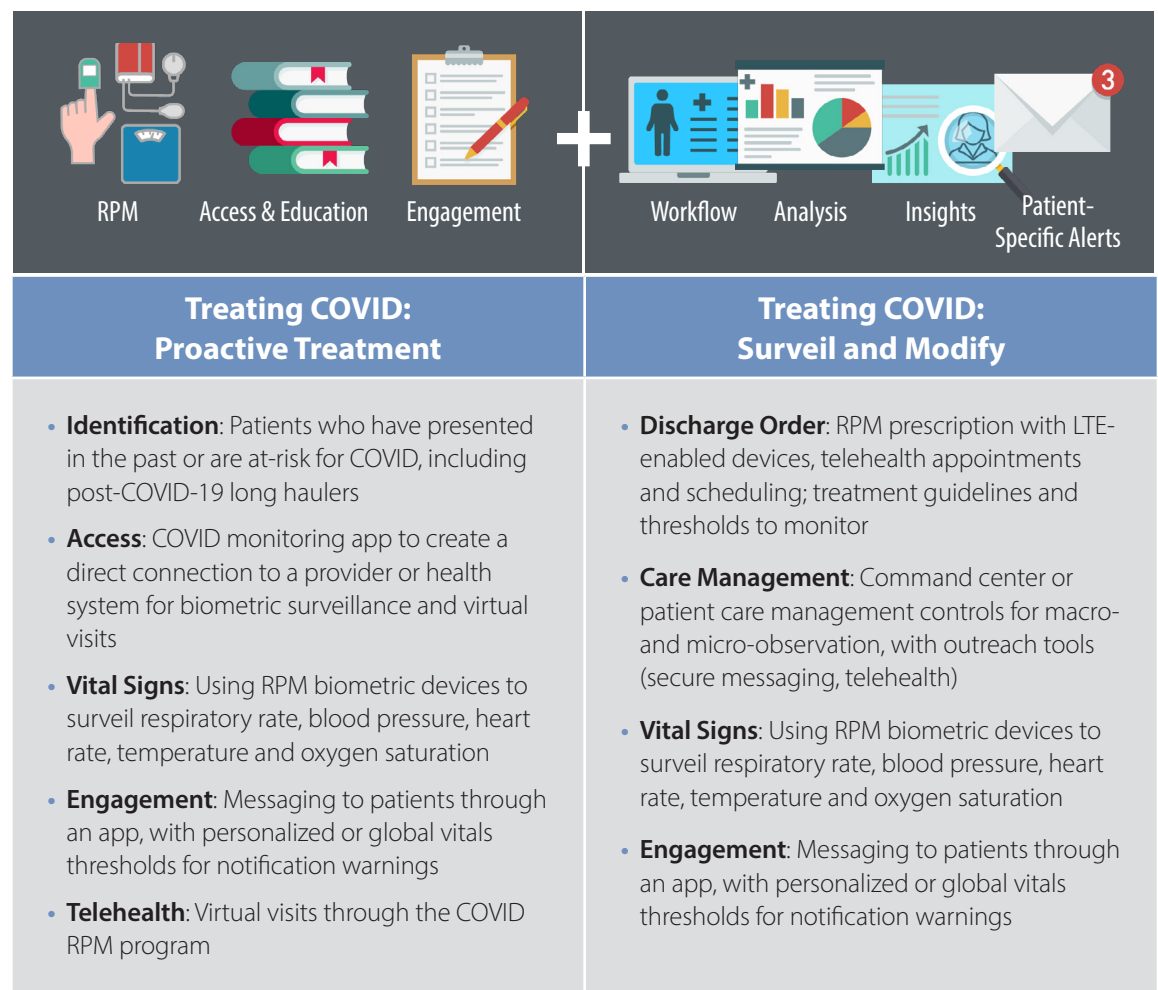 3
RPM
Access & Education
Engagement
Workflow
Analysis
Insights
Patient-
Specific Alerts
Treating COVID:
Proactive Treatment
• Identification: Patients who have presented
in the past or are at-risk for COVID, including
post-COVID-19 long haulers
• Access: COVID monitoring app to create a
direct connection to a provider or health
system for biometric surveillance and virtual
visits
• Vital Signs: Using RPM biometric devices to
surveil respiratory rate, blood pressure, heart
rate, temperature and oxygen saturation
• Engagement: Messaging to patients through
an app, with personalized or global vitals
thresholds for notification warnings
• Telehealth: Virtual visits through the COVID
RPM program
Treating COVID:
Surveil and Modify
• Discharge Order: RPM prescription with LTE-
enabled devices, telehealth appointments
and scheduling; treatment guidelines and
thresholds to monitor
• Care Management: Command center or
patient care management controls for macro-
and micro-observation, with outreach tools
(secure messaging, telehealth)
• Vital Signs: Using RPM biometric devices to
surveil respiratory rate, blood pressure, heart
rate, temperature and oxygen saturation
• Engagement: Messaging to patients through
an app, with personalized or global vitals
thresholds for notification warnings